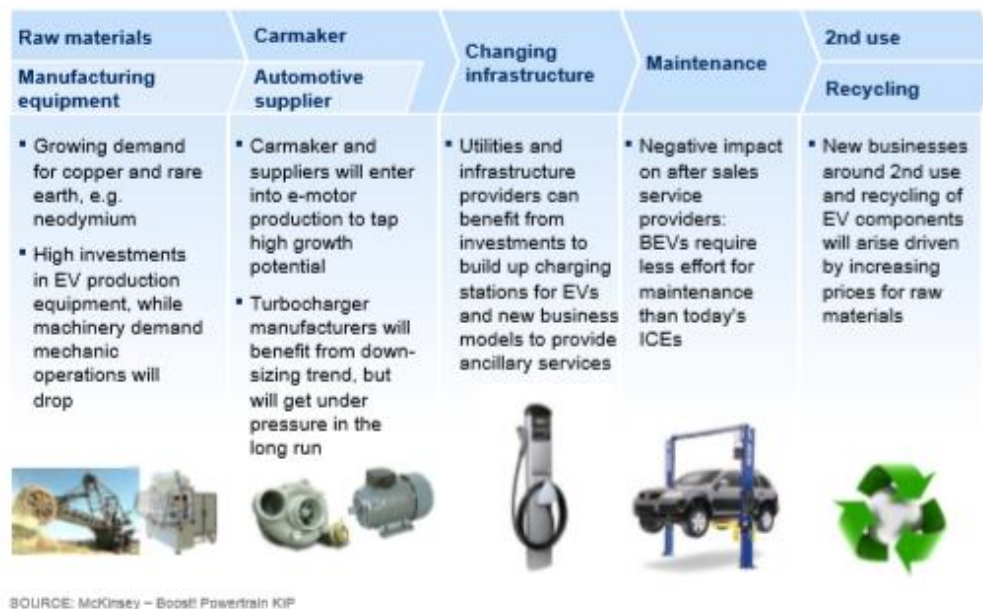 Raw materials
Manufacturing
equipment
Carmaker
Automotive
supplier
Changing
infrastructure
Maintenance
2nd use
Recycling
▪ Growing demand
for copper and rare
earth, e.g.
neodymium
▪ High investments
in EV production
equipment, while
machinery demand
mechanic
operations will
drop
▪ Carmaker and
suppliers will enter
into e-motor
production to tap
high growth
potential
▪ Turbocharger
manufacturers will
benefit from down-
sizing trend, but
will get under
pressure in the
long run
▪ Utilities and
infrastructure
providers can
benefit from
investments to
build up charging
stations for EVs
and new business
models to provide
ancillary services
▪ Negative impact
on after sales
service
providers:
BEVs require
less effort for
maintenance
than today's
ICEs
▪ New businesses
around 2nd use
and recycling of
EV components
will arise driven
by increasing
prices for raw
materials
SOURCE: McKinsey – Boost! Powertrain KIP